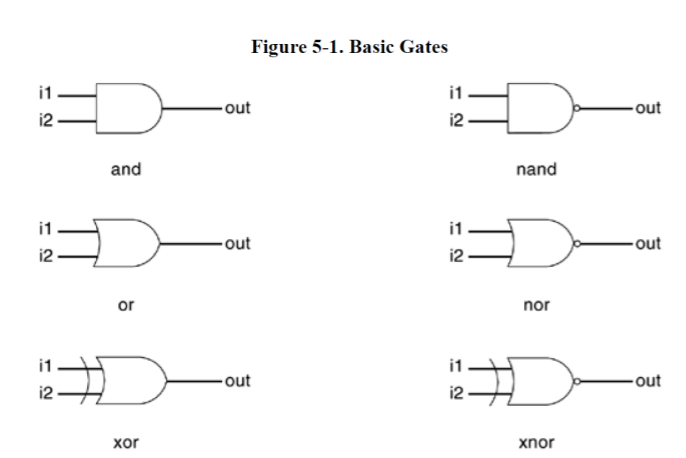 Figure 5-1. Basic Gates
i1
i2
out
and
i1
i2
out
nand
i1
i2
out
or
i1
i2
out
nor
i1
i2
out
xor
i1
i2
out
xnor